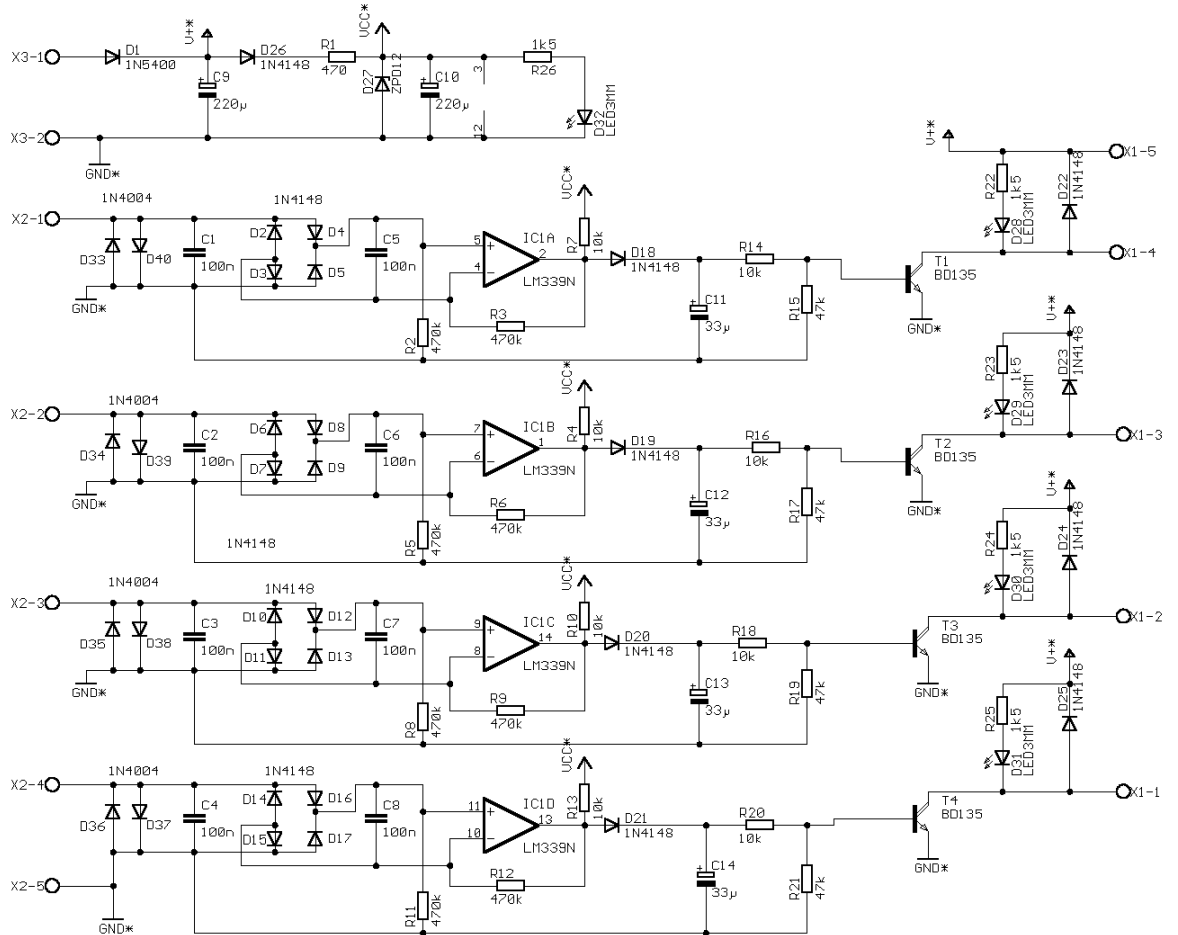 X3-1
D1
1N5400
V+*
D26
1N4148
R1
470
VCC*
D27
ZPD12
C9
220µ
C10
220µ
3
12
1k5
R26
D32
LED3MM
X3-2
GND*
1N4004
1N4148
X2-1
D33
D40
C1
100n
D2
D3
D4
D5
C5
100n
GND*
R2
470k
5
4
IC1A
2
LM339N
R3
470k
VCC*
R7
10k
D18
1N4148
C11
33µ
R14
10k
R15
47k
T1
BD135
GND*
V+*
R22
1k5
D28
LED3MM
D22
1N4148
X1-5
X1-4
1N4004
X2-2
D34
D39
C2
100n
D6
D7
D8
D9
C6
100n
GND*
1N4148
R5
470k
7
6
IC1B
1
LM339N
R6
470k
VCC*
R4
10k
D19
1N4148
C12
33µ
R16
10k
R17
47k
T2
BD135
GND*
V+*
R23
1k5
D29
LED3MM
D23
1N4148
X1-3
1N4004
1N4148
X2-3
D35
D38
C3
100n
D10
D11
D12
D13
C7
100n
GND*
R8
470k
9
8
IC1C
14
LM339N
R9
470k
VCC*
R10
10k
D20
1N4148
C13
33µ
R18
10k
R19
47k
T3
BD135
GND*
V+*
R24
1k5
D30
LED3MM
D24
1N4148
X1-2
1N4004
1N4148
X2-4
D36
D37
C4
100n
D14
D15
D16
D17
C8
100n
X2-5
GND*
R11
470k
11
10
IC1D
13
LM339N
R12
470k
VCC*
R13
10k
D21
1N4148
C14
33µ
R20
10k
R21
47k
T4
BD135
GND*
V+*
R25
1k5
D31
LED3MM
D25
1N4148
X1-1